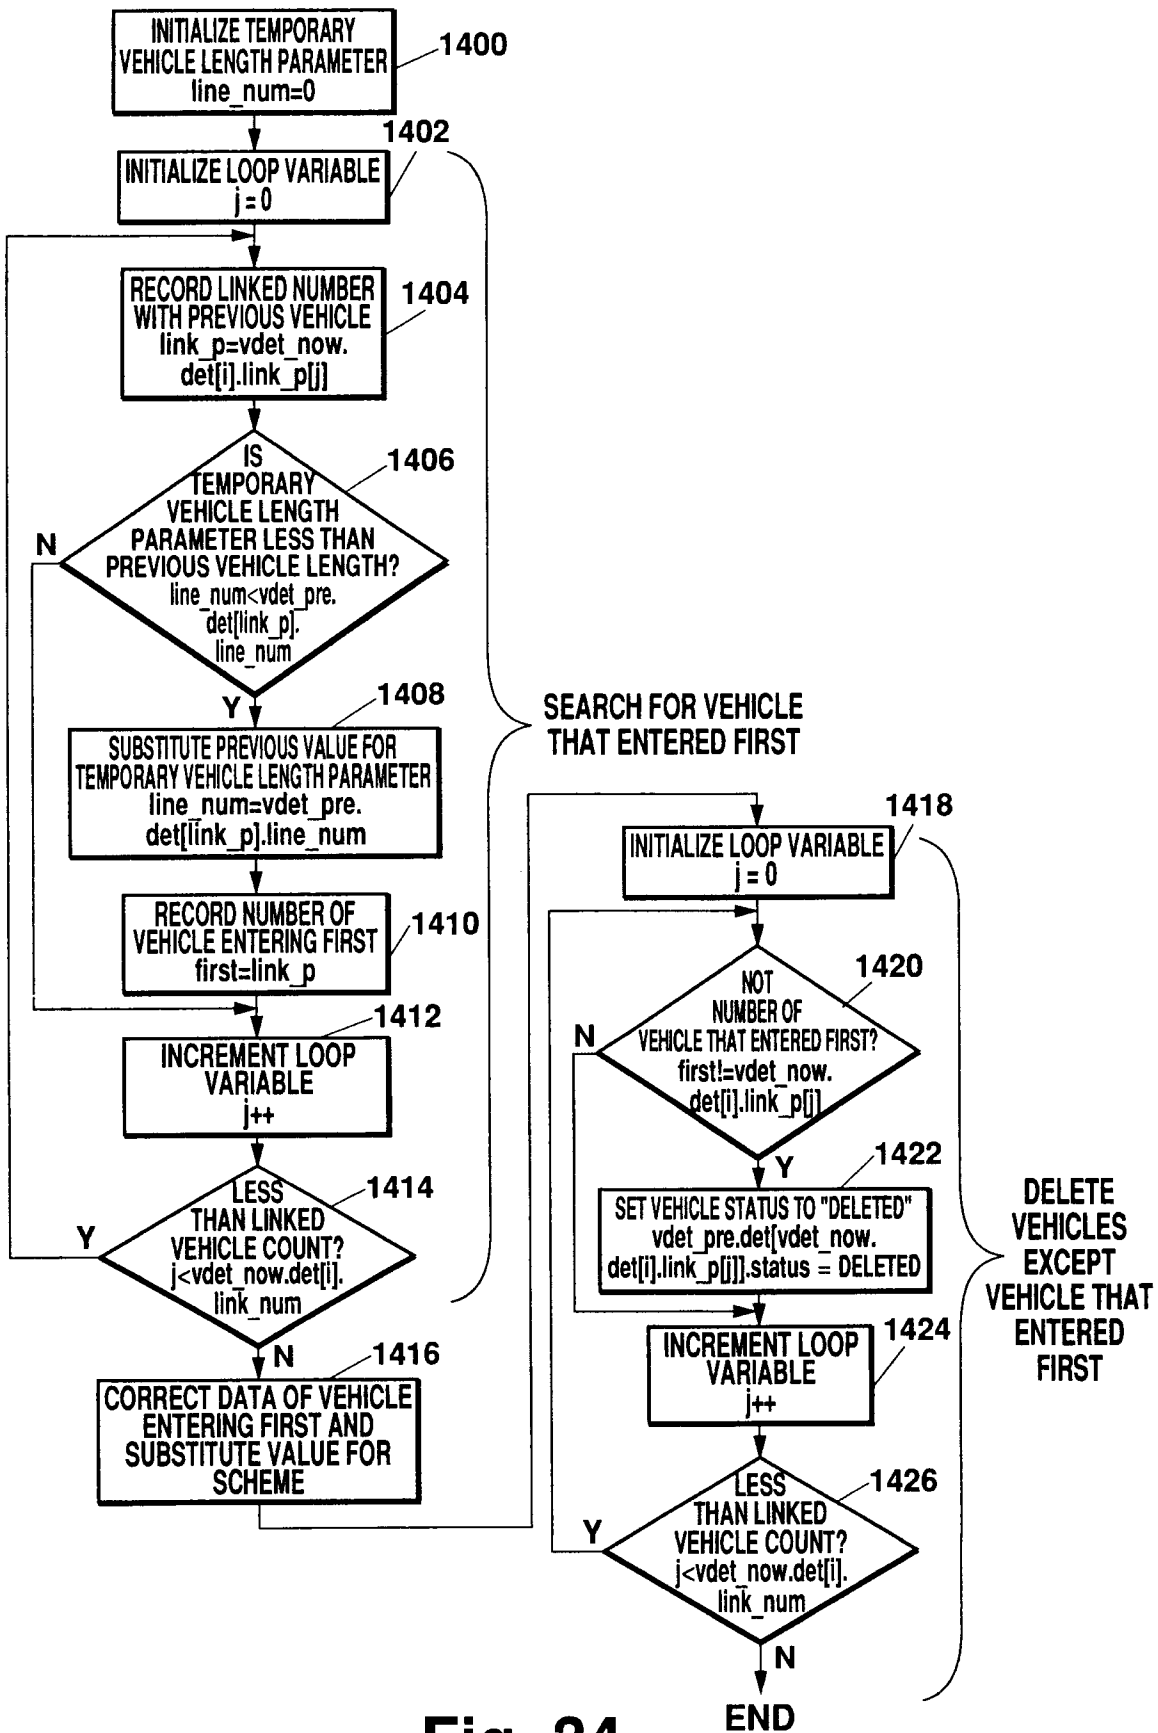 INITIALIZE TEMPORARY
VEHICLE LENGTH PARAMETER
line_num=0
1400
1402
INITIALIZE LOOP VARIABLE
j = 0
RECORD LINKED NUMBER
WITH PREVIOUS VEHICLE
link_p=vdet_now.
det[i].link_p[j]
1404
IS
TEMPORARY
VEHICLE LENGTH
PARAMETER LESS THAN
PREVIOUS VEHICLE LENGTH?
line_num<vdet_pre.
det[link_p].
line_num
1406
N
Y
1408
SUBSTITUTE PREVIOUS VALUE FOR
TEMPORARY VEHICLE LENGTH PARAMETER
line_num=vdet_pre.
det[link_p].line_num
RECORD NUMBER OF
VEHICLE ENTERING FIRST
first=link_p
1410
1412
INCREMENT LOOP
VARIABLE
j++
1414
LESS
THAN LINKED
VEHICLE COUNT?
j<vdet_now.det[i].
link_num
Y
N
1416
CORRECT DATA OF VEHICLE
ENTERING FIRST AND
SUBSTITUTE VALUE FOR
SCHEME
SEARCH FOR VEHICLE
THAT ENTERED FIRST
1418
INITIALIZE LOOP VARIABLE
j = 0
1420
NOT
NUMBER OF
VEHICLE THAT ENTERED FIRST?
first!=vdet_now.
det[i].link_p[j]
N
Y
1422
SET VEHICLE STATUS TO "DELETED"
vdet_pre.det[vdet_now.
det[i].link_p[j]].status = DELETED
1424
INCREMENT LOOP
VARIABLE
j++
1426
LESS
THAN LINKED
VEHICLE COUNT?
j<vdet_now.det[i].
link_num
Y
N
END
DELETE
VEHICLES
EXCEPT
VEHICLE THAT
ENTERED
FIRST